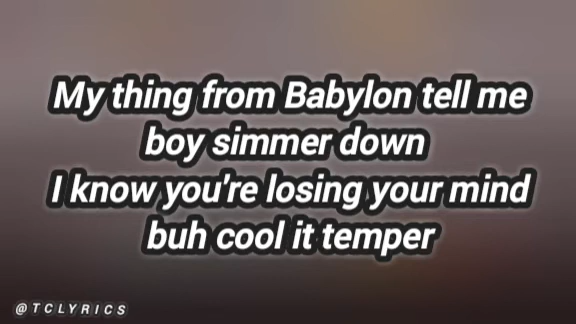 My thing from Babylon tell me
boy simmer down
I know you're losing your mind
buh cool it temper
@TCLYRICS